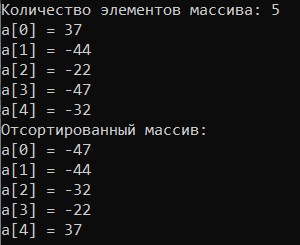 Количество элементов массива: 5
a[0] = 37
a[1] = -44
a[2] = -22
a[3] = -47
a[4] = -32
Отсортированный массив:
a[0] = -47
a[1] = -44
a[2] = -32
a[3] = -22
a[4] = 37